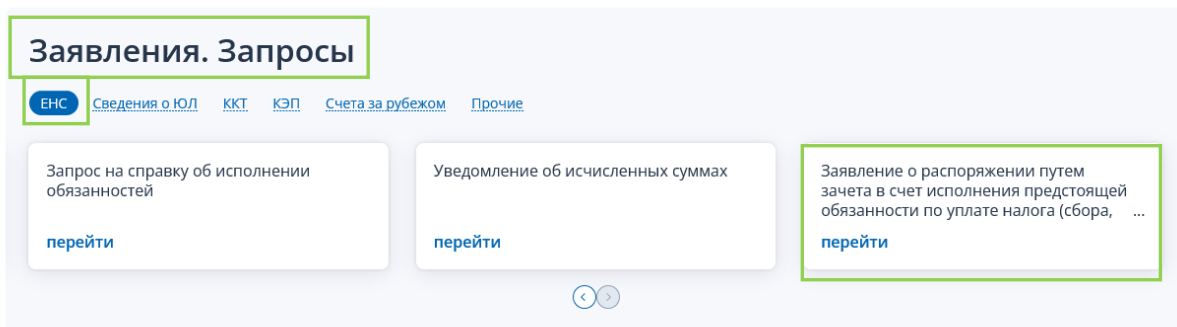 Заявления. Запросы
ЕНС Сведения о ЮЛ ККТ КЭП Счета за рубежом Прочие
Запрос на справку об исполнении
обязанностей
перейти
Уведомление об исчисленных суммах
перейти
Заявление о распоряжении путем
зачета в счет исполнения предстоящей
обязанности по уплате налога (сбора, ...
перейти